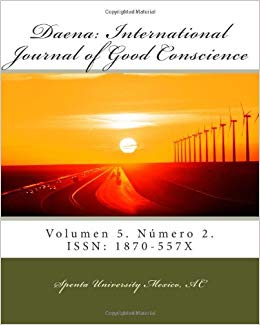 Daena: International
Journal of Good Conscience
Volumen 5. Número 2.
ISSN: 1870-557X
Spenta University Mexico, AC